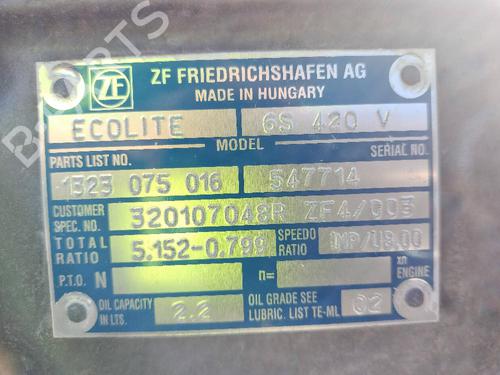 ZF
ZF FRIEDRICHSHAFEN AG
MADE IN HUNGARY
ECOLITE 6S 420 V
MODEL
PARTS LIST NO. SERIAL NO.
1323 075 016 547714
CUSTOMER SPEC. NO. 320107048R ZF4/003
TOTAL RATIO 5.152-0.799 SPEEDO RATIO IMP/U8.00
P.T.O. N n= xn ENGINE
OIL CAPACITY IN LTS. 2.2 OIL GRADE SEE LUBRIC. LIST TE-ML 02